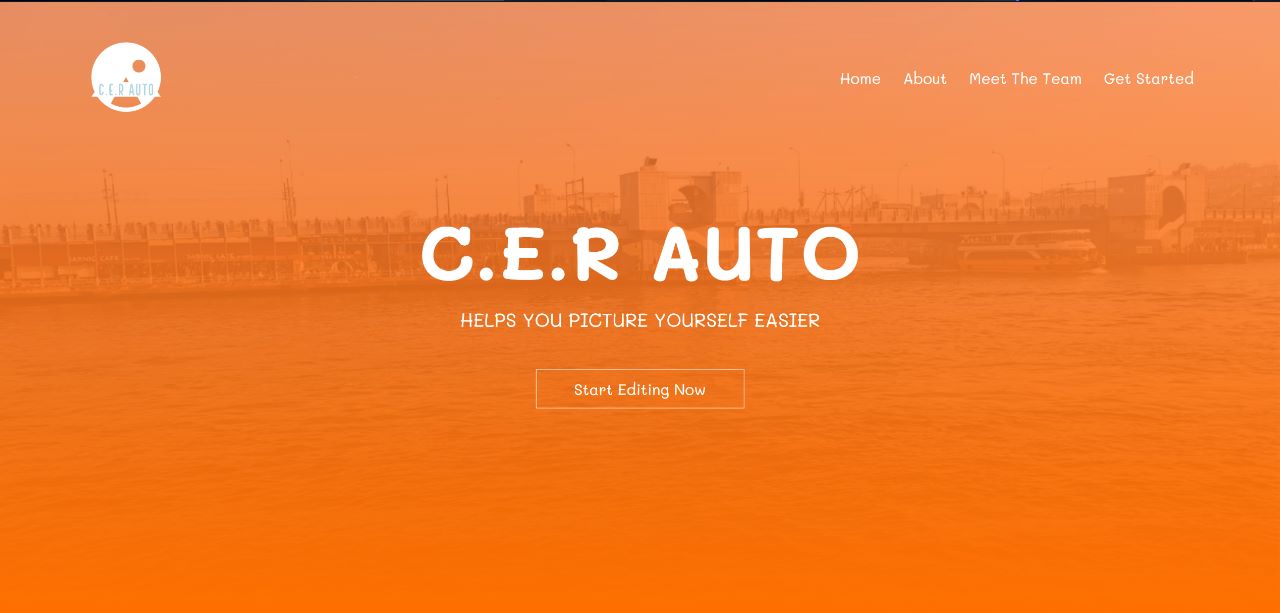 C.E.R AUTO
Home About Meet The Team Get Started
C.E.R AUTO
HELPS YOU PICTURE YOURSELF EASIER
Start Editing Now